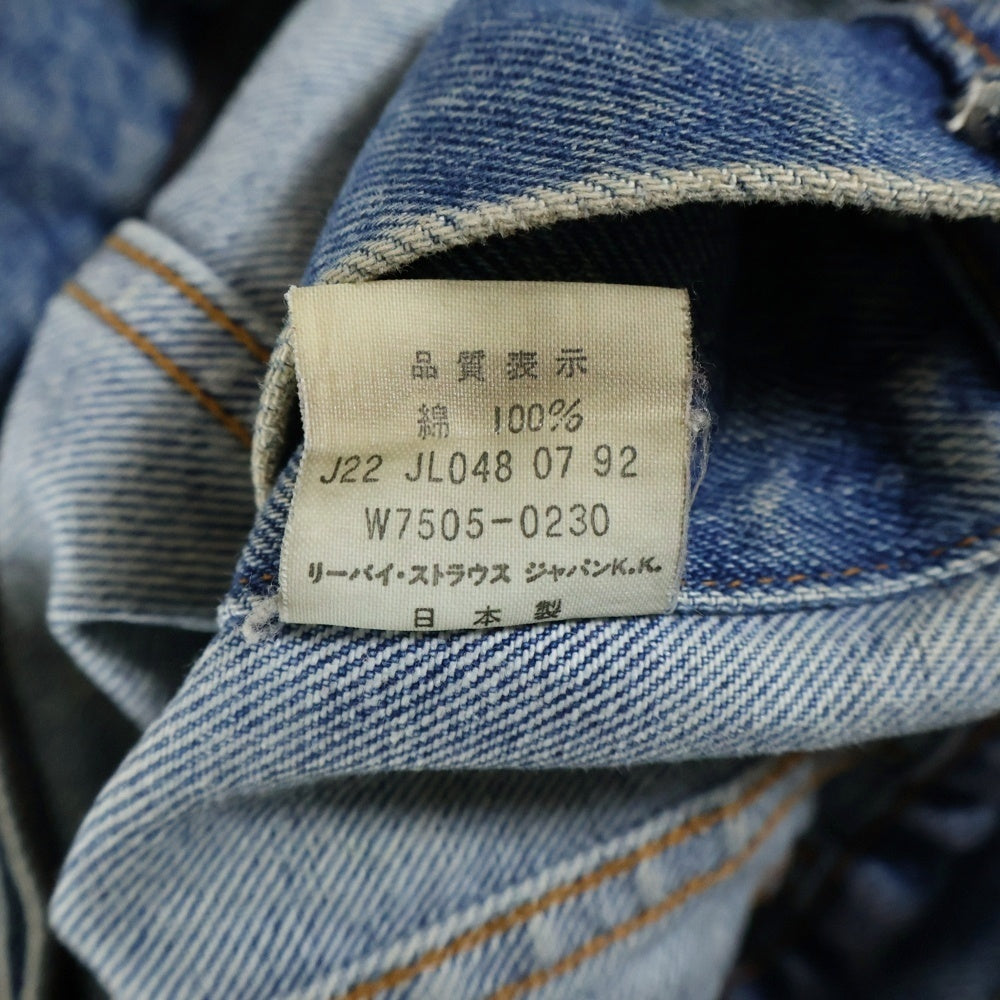 品質表示
綿 100%
J22 JL048 07 92
W7505-0230
リーバイ・ストラウス ジャパンK.K.
日本製